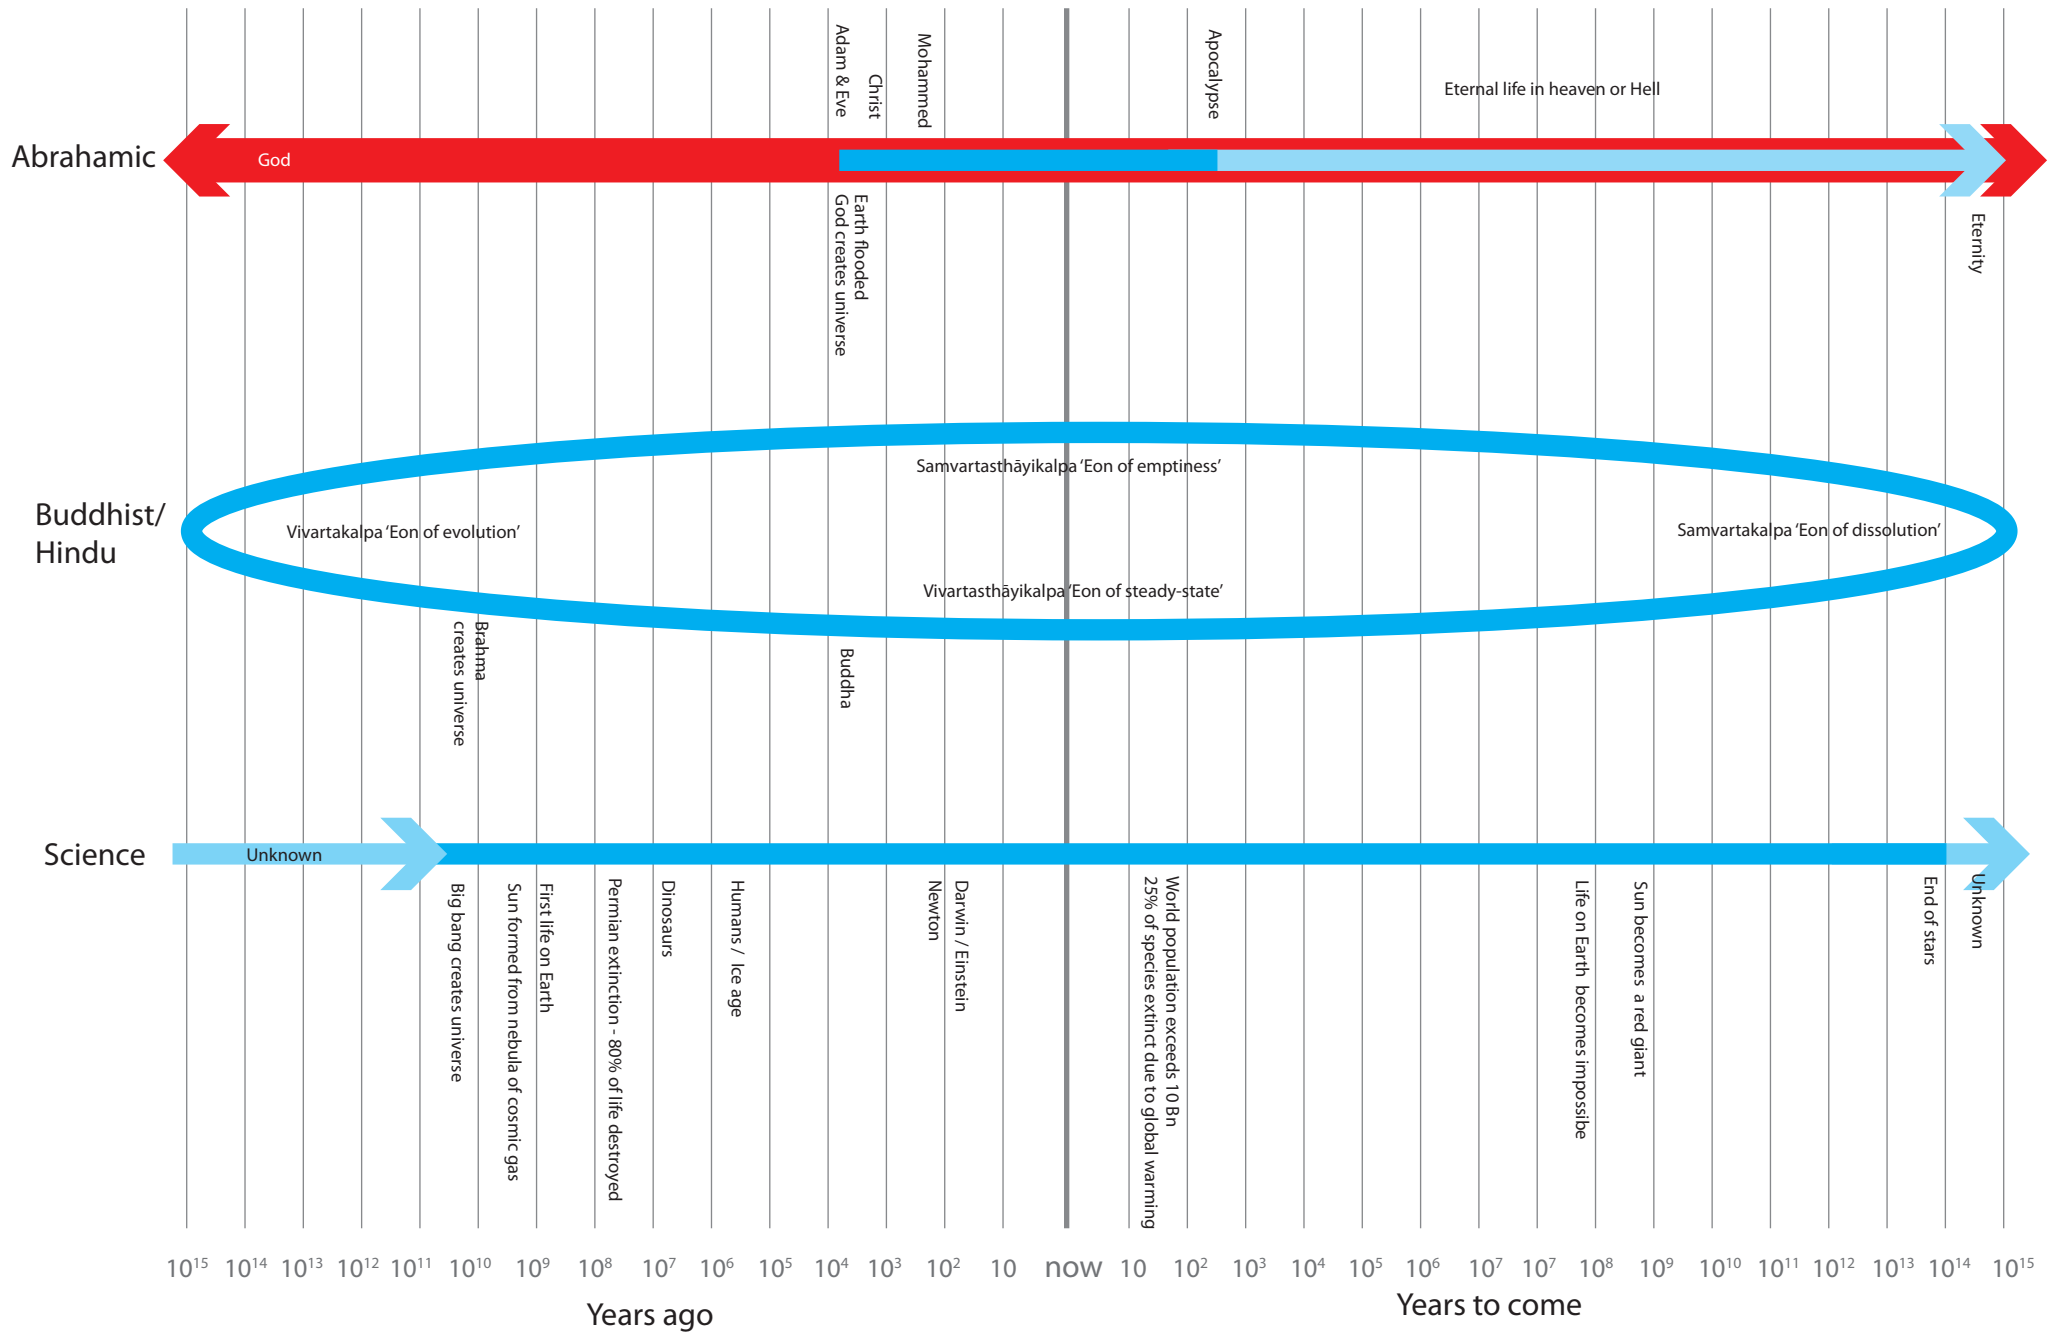 Adam & Eve
Christ
Mohammed
Apocalypse
Eternal life in heaven or Hell
Abrahamic
God
God creates universe
Earth flooded
Eternity
Samvartasthāyikalpa ‘Eon of emptiness’
Buddhist/
Hindu
Vivartakalpa ‘Eon of evolution’
Samvartakalpa ‘Eon of dissolution’
Vivartasthāyikalpa ‘Eon of steady-state’
Brahma
creates universe
Buddha
Science
Unknown
Big bang creates universe
Sun formed from nebula of cosmic gas
First life on Earth
Permian extinction - 80% of life destroyed
Dinosaurs
Humans / Ice age
Newton
Darwin / Einstein
World population exceeds 10 Bn
25% of species extinct due to global warming
Life on Earth becomes impossibe
Sun becomes a red giant
End of stars
Unknown
10¹⁵ 10¹⁴ 10¹³ 10¹² 10¹¹ 10¹⁰ 10⁹ 10⁸ 10⁷ 10⁶ 10⁵ 10⁴ 10³ 10² 10 now 10 10² 10³ 10⁴ 10⁵ 10⁶ 10⁷ 10⁷ 10⁸ 10⁹ 10¹⁰ 10¹¹ 10¹² 10¹³ 10¹⁴ 10¹⁵
Years ago
Years to come